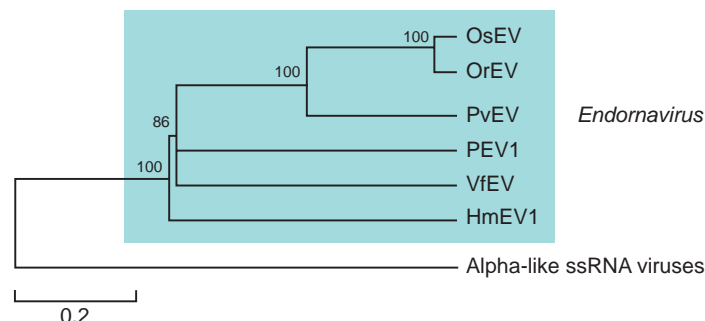 100
OsEV
OrEV
100
PvEV
Endornavirus
86
PEV1
100
VfEV
HmEV1
Alpha-like ssRNA viruses
0.2